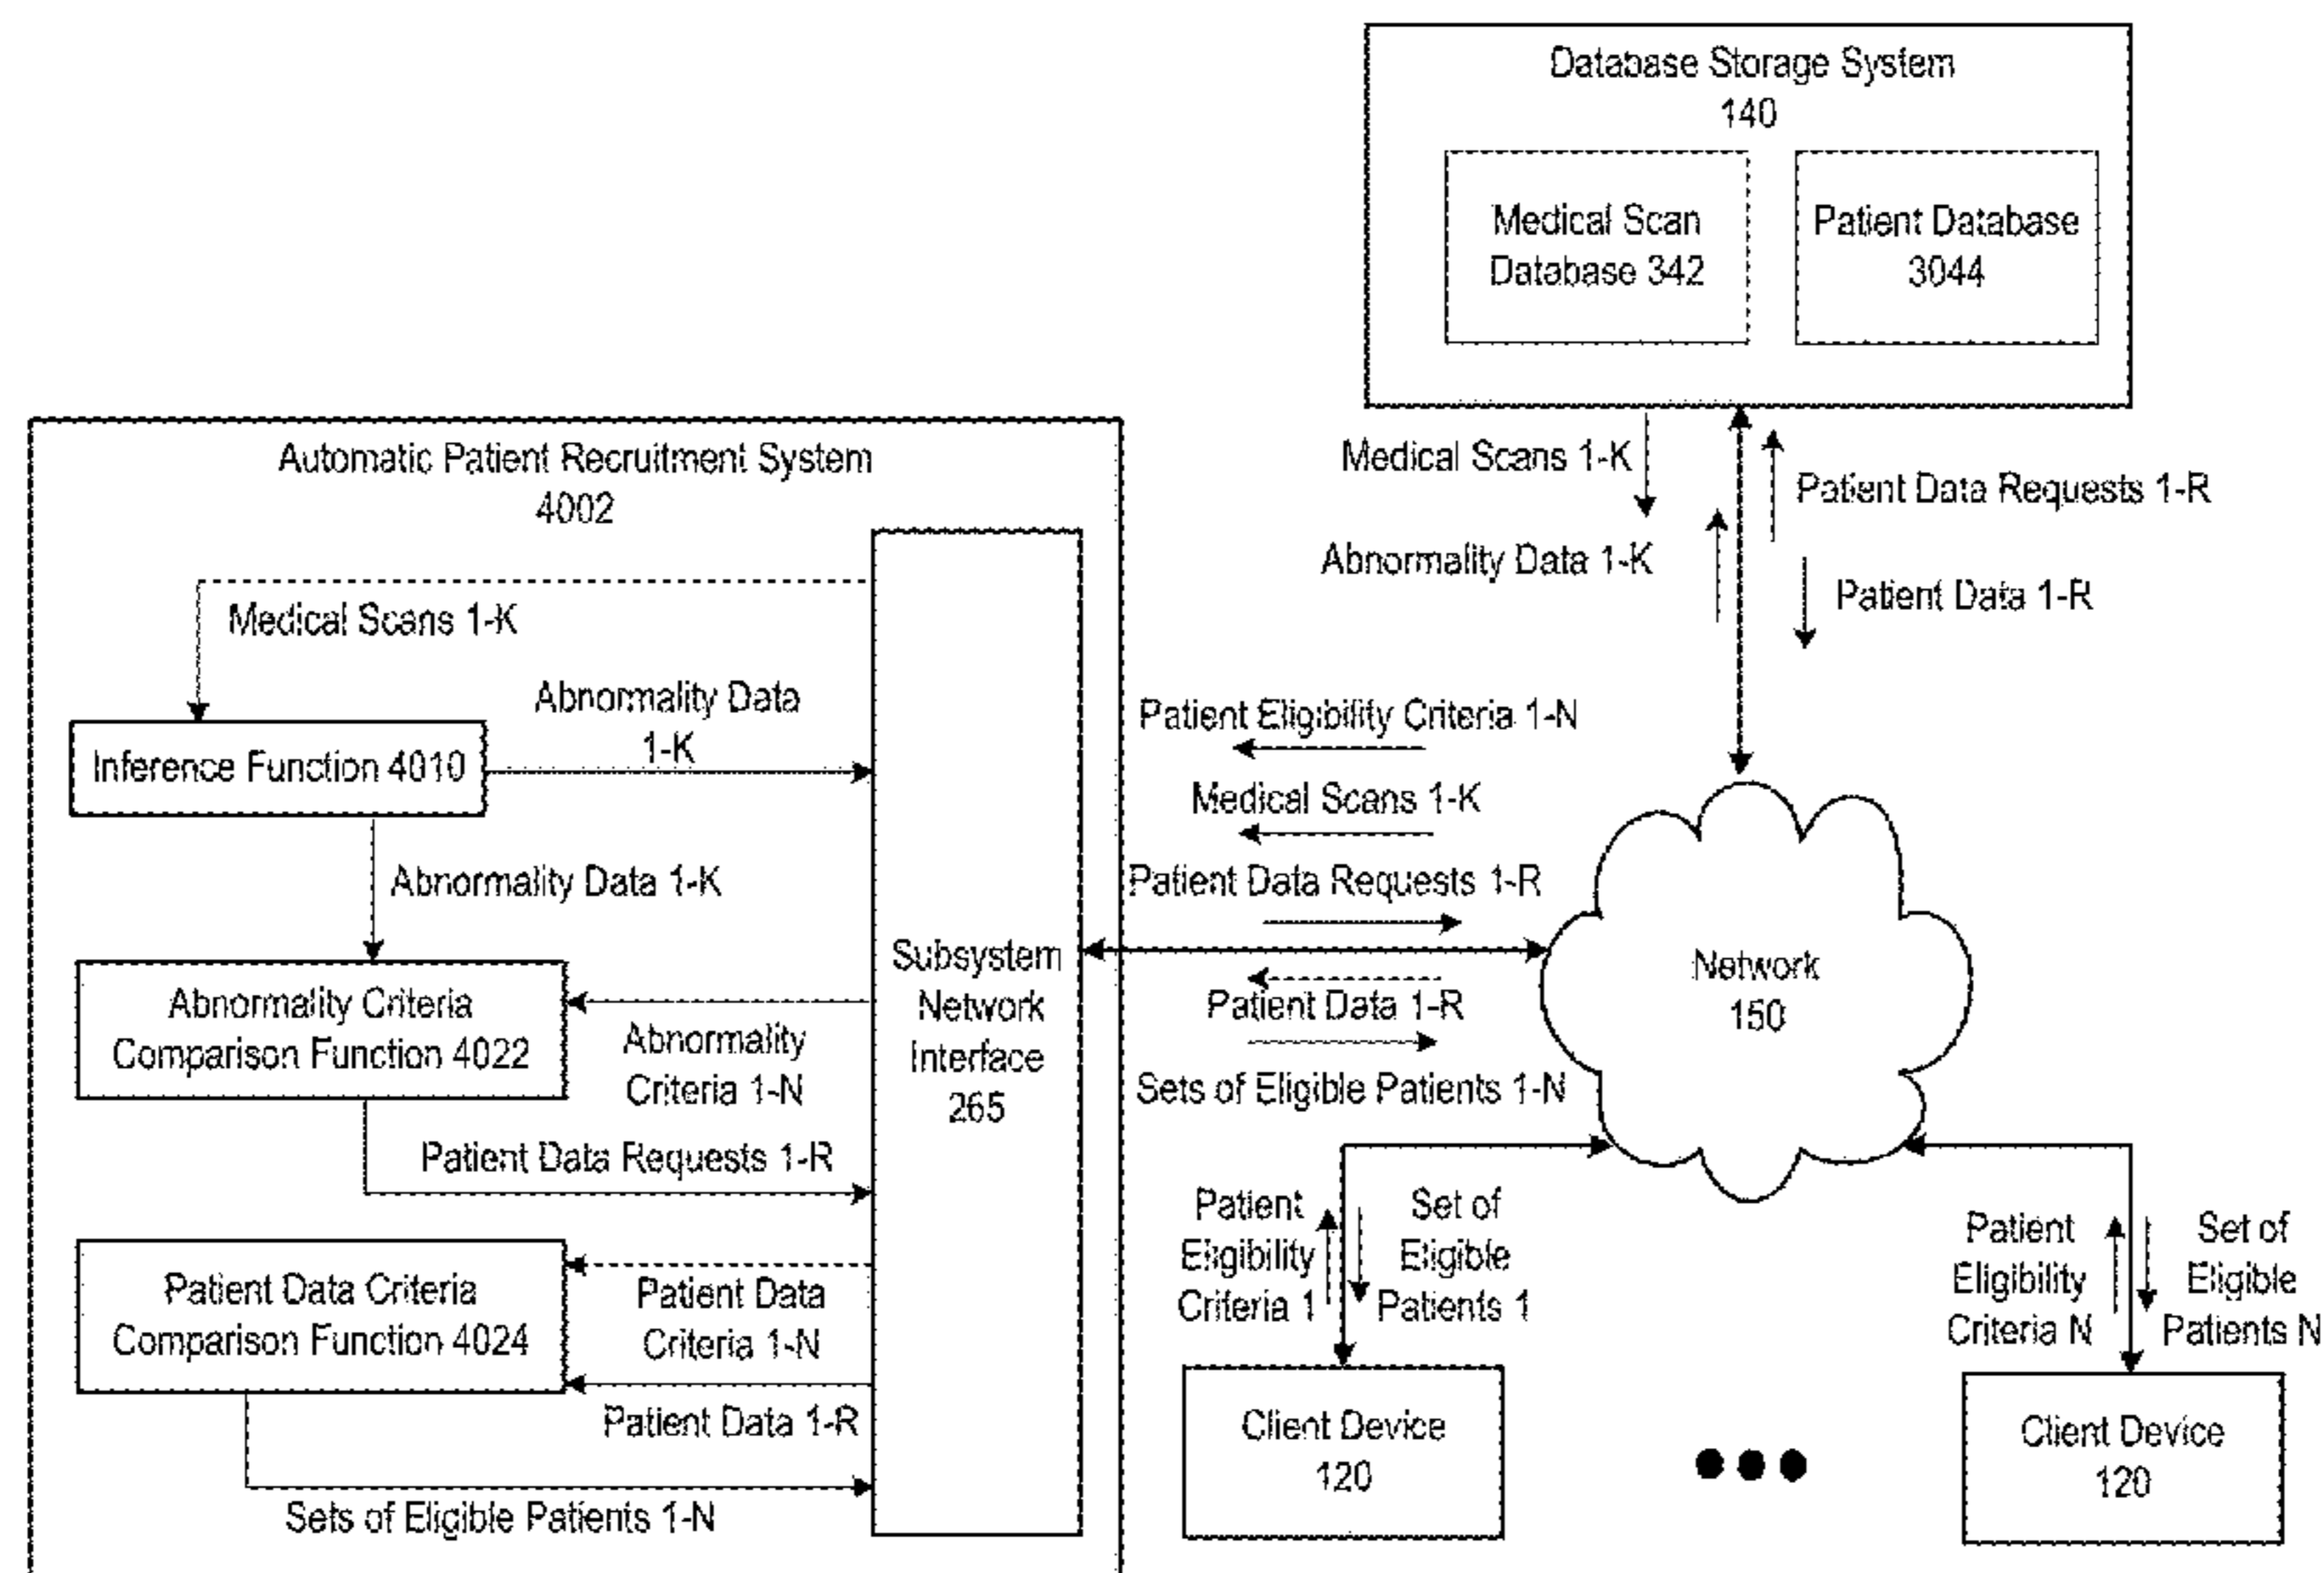 Database Storage System
140
Medical Scan
Database 342
Patient Database
3044
Automatic Patient Recruitment System
4002
Medical Scans 1-K
Abnormality Data
1-K
Inference Function 4010
Abnormality Data 1-K
Abnormality Criteria
Comparison Function 4022
Abnormality
Criteria 1-N
Patient Data Requests 1-R
Patient Data Criteria
Comparison Function 4024
Patient Data
Criteria 1-N
Patient Data 1-R
Sets of Eligible Patients 1-N
Subsystem
Network
Interface
265
Medical Scans 1-K
Patient Data Requests 1-R
Abnormality Data 1-K
Patient Data 1-R
Patient Eligibility Criteria 1-N
Medical Scans 1-K
Patient Data Requests 1-R
Patient Data 1-R
Sets of Eligible Patients 1-N
Network
150
Patient
Eligibility
Criteria 1
Set of
Eligible
Patients 1
Patient
Eligibility
Criteria N
Set of
Eligible
Patients N
Client Device
120
Client Device
120